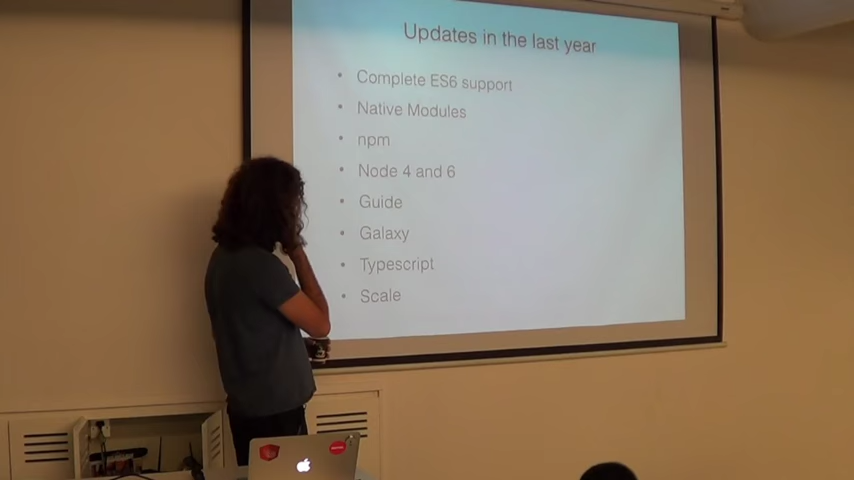 Updates in the last year
• Complete ES6 support
• Native Modules
• npm
• Node 4 and 6
• Guide
• Galaxy
• Typescript
• Scale